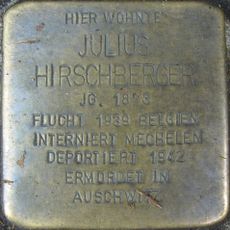 HIER WOHNTE
JULIUS
HIRSCHBERGER
JG.
FLUCHT 1939 BELGIEN
INTERNIERT MECHELEN
DEPORTIERT 1942
ERMORDET IN
AUSCHWITZ